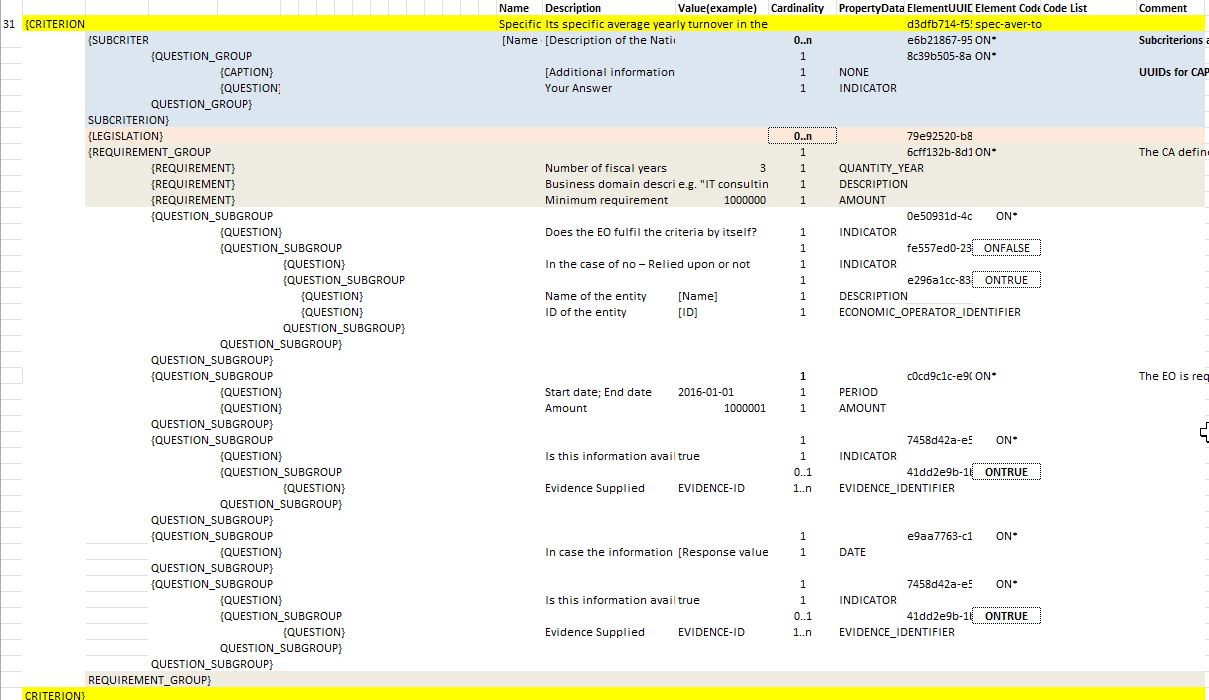 Name Description Value(example) Cardinality PropertyData ElementUUID Element Code Code List Comment
31 {CRITERION Specific Its specific average yearly turnover in the d3dfb714-f5 spec-aver-to
{SUBCRITER [Name [Description of the Nati 0..n e6b21867-95 ON* Subcriterions a
{QUESTION_GROUP 1 8c39b505-8a ON*
{CAPTION} [Additional information 1 NONE UUIDs for CAP
{QUESTION} Your Answer 1 INDICATOR
QUESTION_GROUP}
SUBCRITERION}
{LEGISLATION} 0..n 79e92520-b8
{REQUIREMENT_GROUP 1 6cff132b-8d1 ON* The CA define
{REQUIREMENT} Number of fiscal years 3 1 QUANTITY_YEAR
{REQUIREMENT} Business domain descri e.g. "IT consultin 1 DESCRIPTION
{REQUIREMENT} Minimum requirement 1000000 1 AMOUNT
{QUESTION_SUBGROUP 0e50931d-4c ON*
{QUESTION} Does the EO fulfil the criteria by itself? 1 INDICATOR
{QUESTION_SUBGROUP 1 fe557ed0-23 ONFALSE
{QUESTION} In the case of no – Relied upon or not 1 INDICATOR
{QUESTION_SUBGROUP 1 e296a1cc-83 ONTRUE
{QUESTION} Name of the entity [Name] 1 DESCRIPTION
{QUESTION} ID of the entity [ID] 1 ECONOMIC_OPERATOR_IDENTIFIER
QUESTION_SUBGROUP}
QUESTION_SUBGROUP}
QUESTION_SUBGROUP}
{QUESTION_SUBGROUP 1 c0cd9c1c-e9 ON* The EO is req
{QUESTION} Start date; End date 2016-01-01 1 PERIOD
{QUESTION} Amount 1000001 1 AMOUNT
QUESTION_SUBGROUP}
{QUESTION_SUBGROUP 1 7458d42a-e5 ON*
{QUESTION} Is this information avail true 1 INDICATOR
{QUESTION_SUBGROUP 0..1 41dd2e9b-1 ONTRUE
{QUESTION} Evidence Supplied EVIDENCE-ID 1..n EVIDENCE_IDENTIFIER
QUESTION_SUBGROUP}
QUESTION_SUBGROUP}
{QUESTION_SUBGROUP 1 e9aa7763-c1 ON*
{QUESTION} In case the information [Response value 1 DATE
QUESTION_SUBGROUP}
{QUESTION_SUBGROUP 1 7458d42a-e5 ON*
{QUESTION} Is this information avail true 1 INDICATOR
{QUESTION_SUBGROUP 0..1 41dd2e9b-1 ONTRUE
{QUESTION} Evidence Supplied EVIDENCE-ID 1..n EVIDENCE_IDENTIFIER
QUESTION_SUBGROUP}
QUESTION_SUBGROUP}
REQUIREMENT_GROUP}
CRITERION}